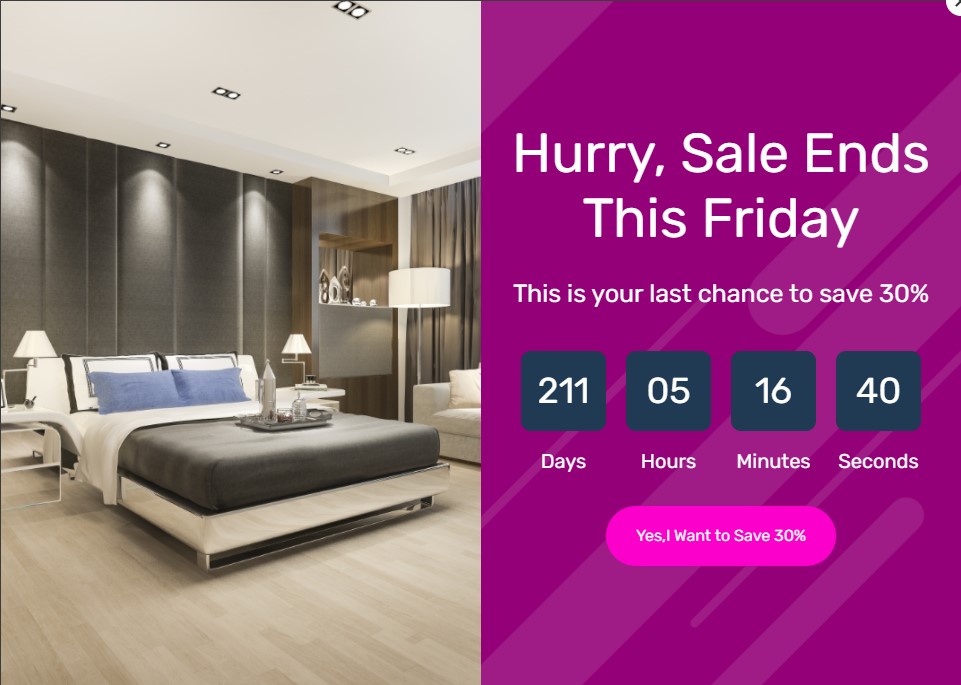 Hurry, Sale Ends
This Friday
This is your last chance to save 30%
211 05 16 40
Days Hours Minutes Seconds
Yes,I Want to Save 30%